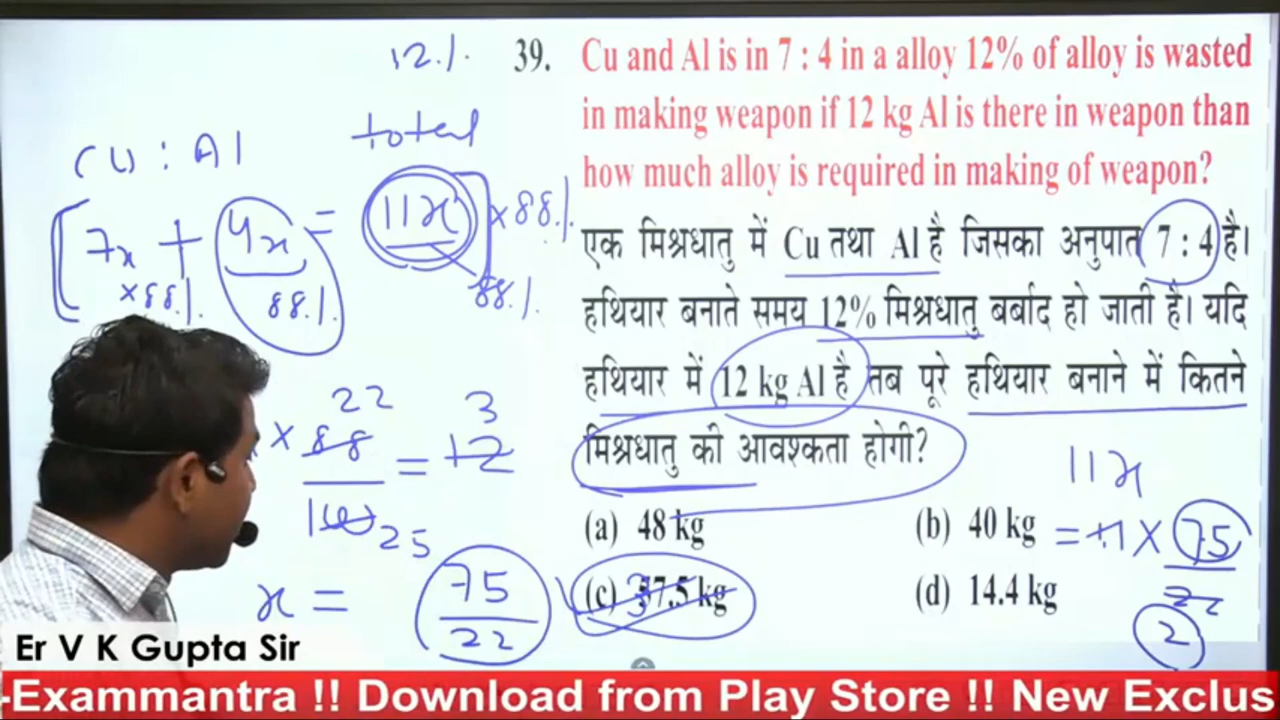 12%
total
Cu : Al
[7x + 4x = 11x] × 88%
×88% 88% 88%
× 88 22
= 12 3
100 25
x = 75
22
39. Cu and Al is in 7 : 4 in a alloy 12% of alloy is wasted
in making weapon if 12 kg Al is there in weapon than
how much alloy is required in making of weapon?
एक मिश्रधातु में Cu तथा Al है जिसका अनुपात 7 : 4 है।
हथियार बनाते समय 12% मिश्रधातु बर्बाद हो जाती है। यदि
हथियार में 12 kg Al है तब पूरे हथियार बनाने में कितने
मिश्रधातु की आवश्कता होगी?
(a) 48 kg (b) 40 kg
(c) 37.5 kg (d) 14.4 kg
11x
= 11 × 75
22
2
Er V K Gupta Sir
-Exammantra !! Download from Play Store !! New Exclus